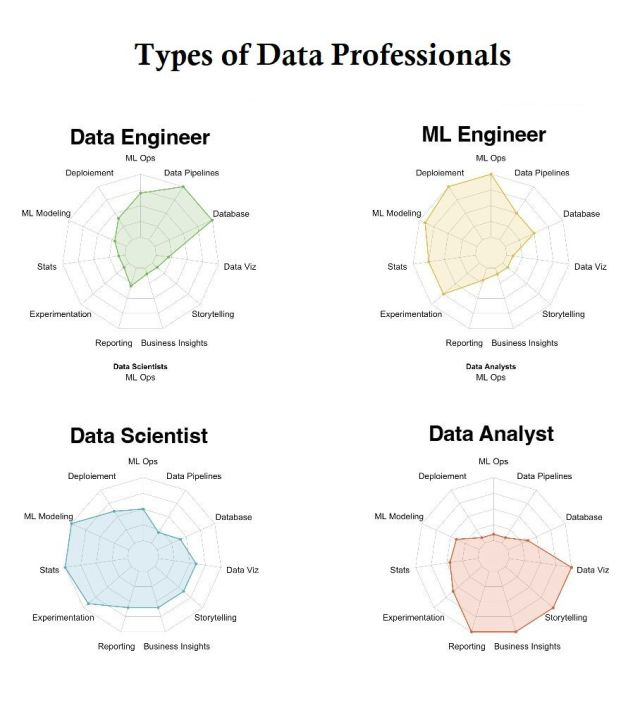 Types of Data Professionals
Data Engineer
ML Ops
Deploiement
Data Pipelines
ML Modeling
Database
Stats
Data Viz
Experimentation
Storytelling
Reporting
Business Insights
Data Scientists
ML Ops
ML Engineer
ML Ops
Deploiement
Data Pipelines
ML Modeling
Database
Stats
Data Viz
Experimentation
Storytelling
Reporting
Business Insights
Data Analysts
ML Ops
Data Scientist
ML Ops
Deploiement
Data Pipelines
ML Modeling
Database
Stats
Data Viz
Experimentation
Storytelling
Reporting
Business Insights
Data Analyst
ML Ops
Deploiement
Data Pipelines
ML Modeling
Database
Stats
Data Viz
Experimentation
Storytelling
Reporting
Business Insights